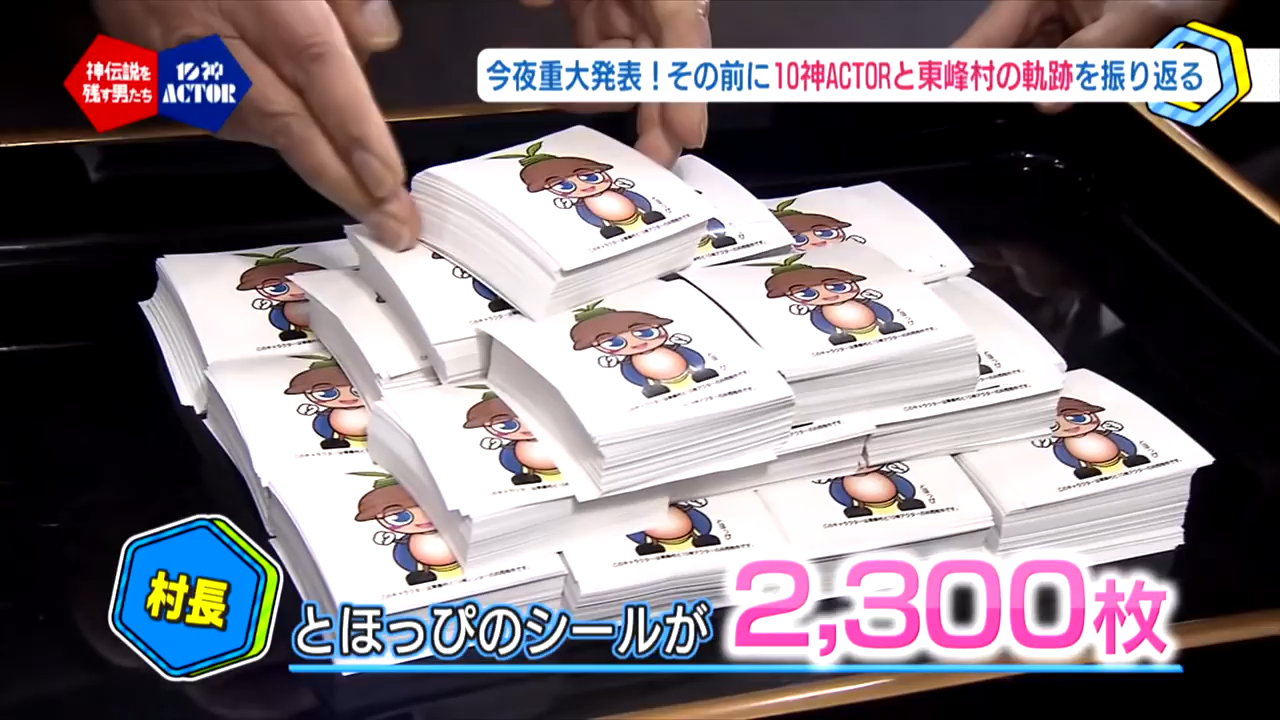 神伝説を
残す男たち
10神
ACTOR
今夜重大発表！その前に10神ACTORと東峰村の軌跡を振り返る
村長
とほっぴのシールが2,300枚